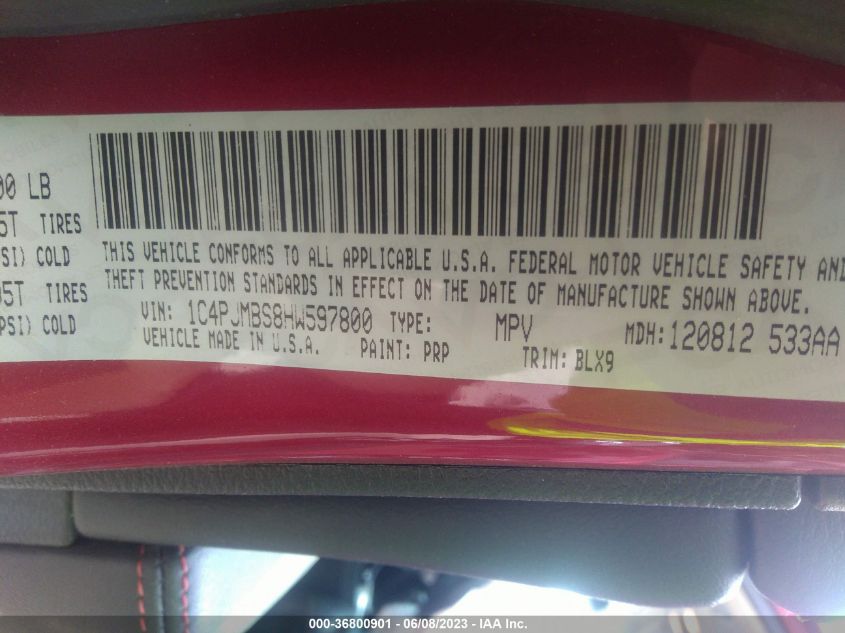 00 LB
5T TIRES
SI) COLD
05T TIRES
PSI) COLD
THIS VEHICLE CONFORMS TO ALL APPLICABLE U.S.A. FEDERAL MOTOR VEHICLE SAFETY AND
THEFT PREVENTION STANDARDS IN EFFECT ON THE DATE OF MANUFACTURE SHOWN ABOVE.
VIN: 1C4PJMBS8HW597800 TYPE: MPV MDH: 120812 533AA
VEHICLE MADE IN U.S.A. PAINT: PRP TRIM: BLX9
000-36800901 - 06/08/2023 - IAA Inc.